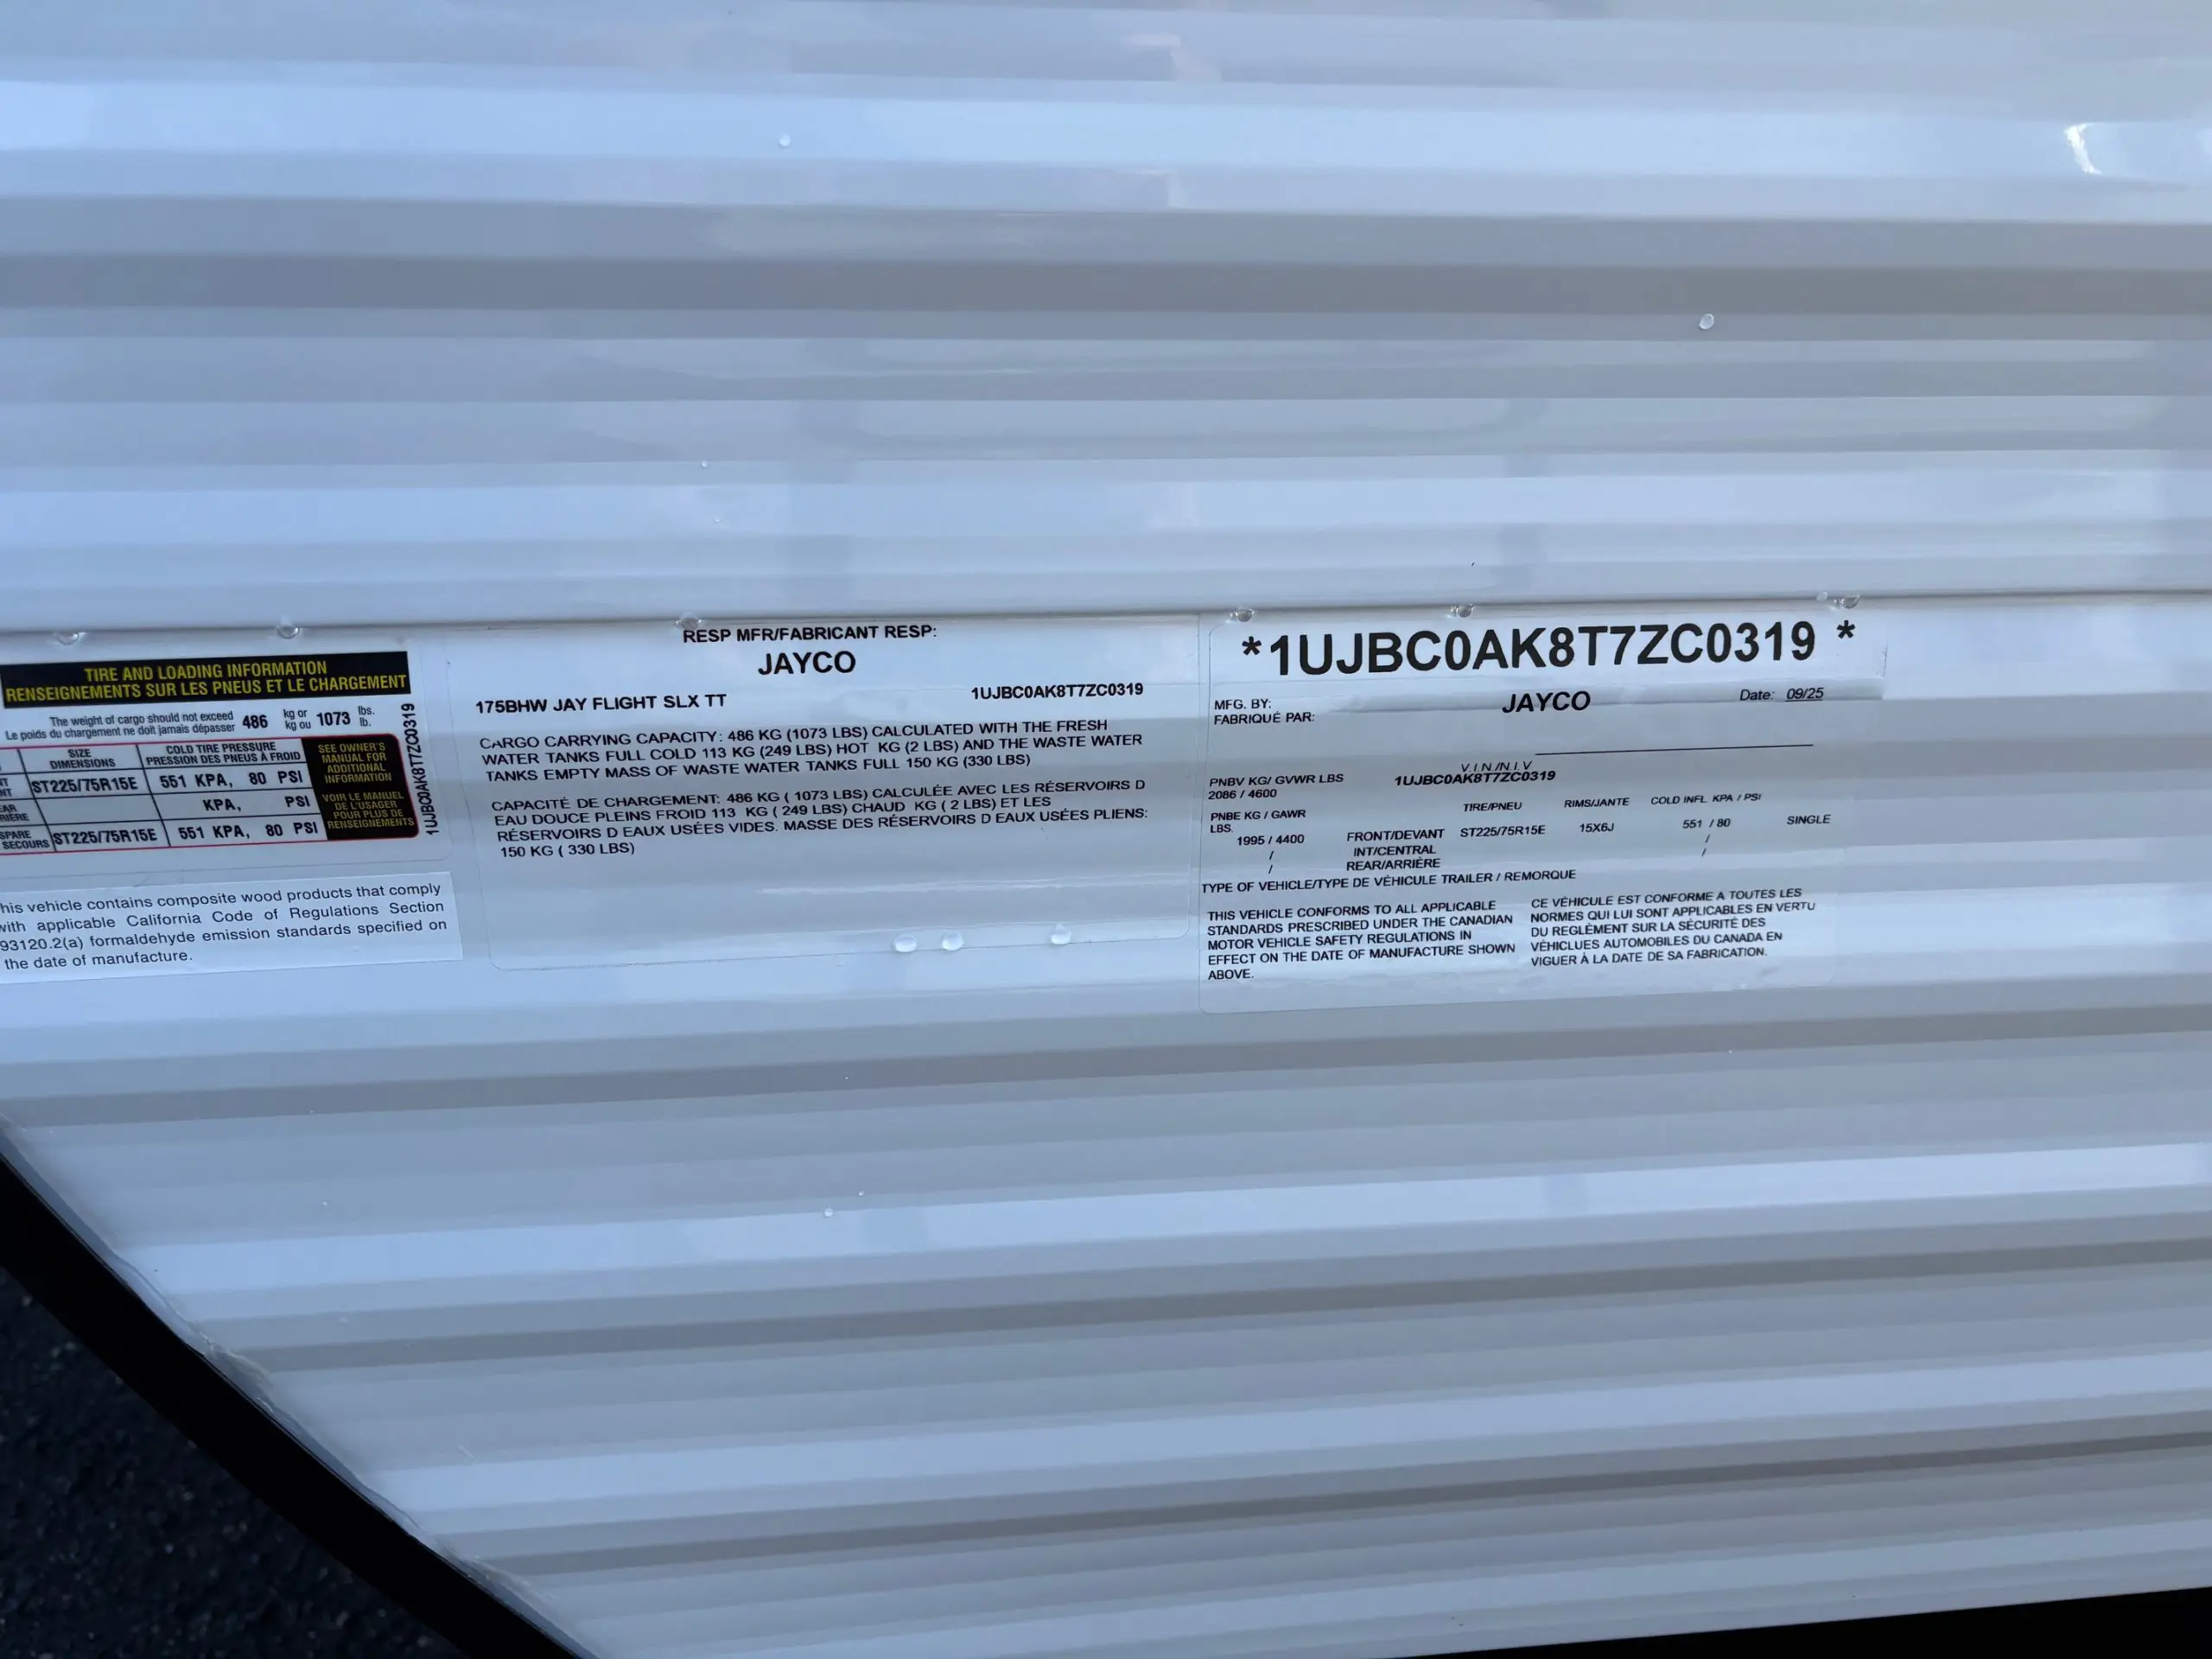 TIRE AND LOADING INFORMATION
RENSEIGNEMENTS SUR LES PNEUS ET LE CHARGEMENT
The weight of cargo should not exceed 486 kg or 1073 lbs.
Le poids du chargement ne doit jamais dépasser kg ou lb.
SIZE DIMENSIONS
COLD TIRE PRESSURE
PRESSION DES PNEUS À FROID
ST225/75R15E 551 KPA, 80 PSI
KPA, PSI
SPARE SECOURS ST225/75R15E 551 KPA, 80 PSI
SEE OWNER'S
MANUAL FOR
ADDITIONAL
INFORMATION
VOIR LE MANUEL
DE L'USAGER
POUR PLUS DE
RENSEIGNEMENTS
1UJBC0AK8T7ZC0319
his vehicle contains composite wood products that comply
with applicable California Code of Regulations Section
93120.2(a) formaldehyde emission standards specified on
the date of manufacture.
RESP MFR/FABRICANT RESP:
JAYCO
175BHW JAY FLIGHT SLX TT 1UJBC0AK8T7ZC0319
CARGO CARRYING CAPACITY: 486 KG (1073 LBS) CALCULATED WITH THE FRESH
WATER TANKS FULL COLD 113 KG (249 LBS) HOT KG (2 LBS) AND THE WASTE WATER
TANKS EMPTY MASS OF WASTE WATER TANKS FULL 150 KG (330 LBS)
CAPACITÉ DE CHARGEMENT: 486 KG ( 1073 LBS) CALCULÉE AVEC LES RÉSERVOIRS D
EAU DOUCE PLEINS FROID 113 KG ( 249 LBS) CHAUD KG ( 2 LBS) ET LES
RÉSERVOIRS D EAUX USÉES VIDES. MASSE DES RÉSERVOIRS D EAUX USÉES PLIENS:
150 KG ( 330 LBS)
*1UJBC0AK8T7ZC0319 *
MFG. BY: JAYCO Date: 09/25
FABRIQUÉ PAR:
V.I.N./N.I.V
PNBV KG/ GVWR LBS 1UJBC0AK8T7ZC0319
2086 / 4600
PNBE KG / GAWR TIRE/PNEU RIMS/JANTE COLD INFL. KPA / PSI
LBS.
1995 / 4400 FRONT/DEVANT ST225/75R15E 15X6J 551 / 80 SINGLE
/ INT/CENTRAL /
/ REAR/ARRIÈRE /
TYPE OF VEHICLE/TYPE DE VÉHICULE TRAILER / REMORQUE
THIS VEHICLE CONFORMS TO ALL APPLICABLE
STANDARDS PRESCRIBED UNDER THE CANADIAN
MOTOR VEHICLE SAFETY REGULATIONS IN
EFFECT ON THE DATE OF MANUFACTURE SHOWN
ABOVE.
CE VÉHICULE EST CONFORME A TOUTES LES
NORMES QUI LUI SONT APPLICABLES EN VERTU
DU REGLÈMENT SUR LA SÉCURITÉ DES
VÉHICLUES AUTOMOBILES DU CANADA EN
VIGUER À LA DATE DE SA FABRICATION.